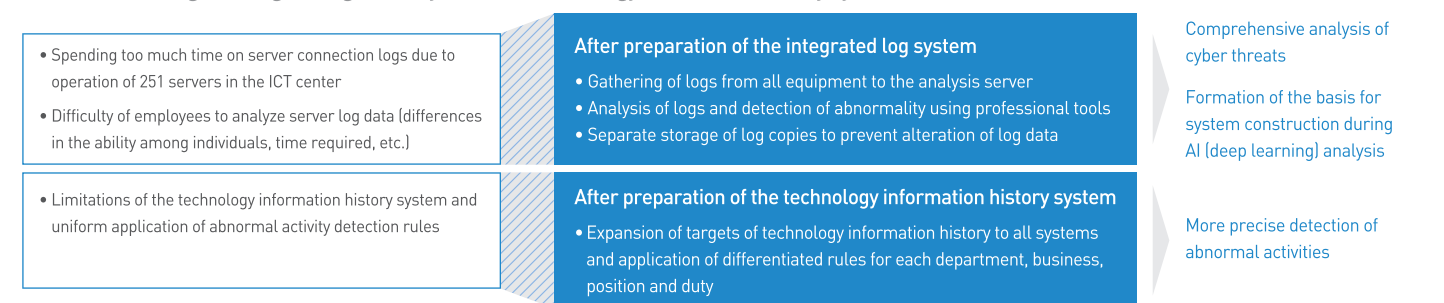 • Spending too much time on server connection logs due to
operation of 251 servers in the ICT center
• Difficulty of employees to analyze server log data (differences
in the ability among individuals, time required, etc.)
After preparation of the integrated log system
• Gathering of logs from all equipment to the analysis server
• Analysis of logs and detection of abnormality using professional tools
• Separate storage of log copies to prevent alteration of log data
Comprehensive analysis of
cyber threats
Formation of the basis for
system construction during
AI (deep learning) analysis
• Limitations of the technology information history system and
uniform application of abnormal activity detection rules
After preparation of the technology information history system
• Expansion of targets of technology information history to all systems
and application of differentiated rules for each department, business,
position and duty
More precise detection of
abnormal activities